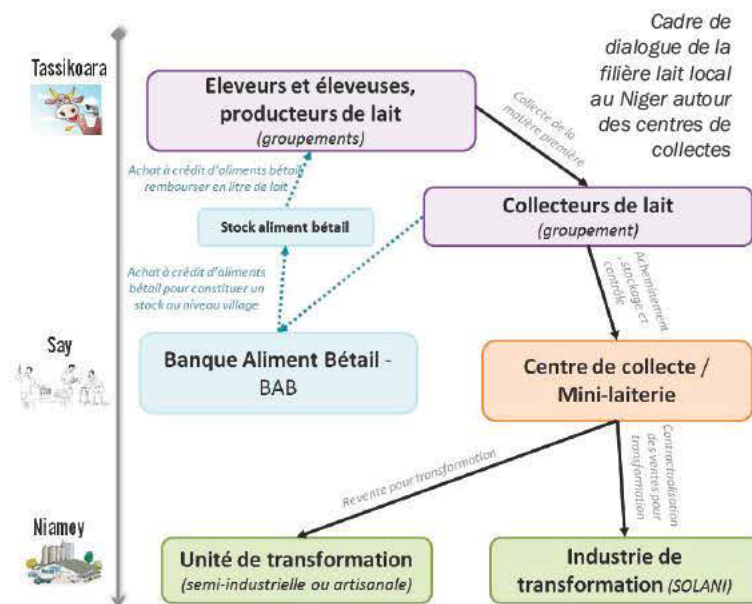 Cadre de
dialogue de la
filière lait local
au Niger autour
des centres de
collectes
Tassikoara
Eleveurs et éleveuses,
producteurs de lait
(groupements)
Collecte de la
matière première
Achat à crédit d'aliments bétail
rembourser en litre de lait
Stock aliment bétail
Collecteurs de lait
(groupement)
Achat à crédit d'aliments
bétail pour constituer un
stock au niveau village
Acheminement
, stockage et
contrôle
Say
Banque Aliment Bétail -
BAB
Centre de collecte /
Mini-laiterie
Revente pour transformation
Contractualisation
des ventes pour
transformation
Niamey
Unité de transformation
(semi-industrielle ou artisanale)
Industrie de
transformation (SOLANI)